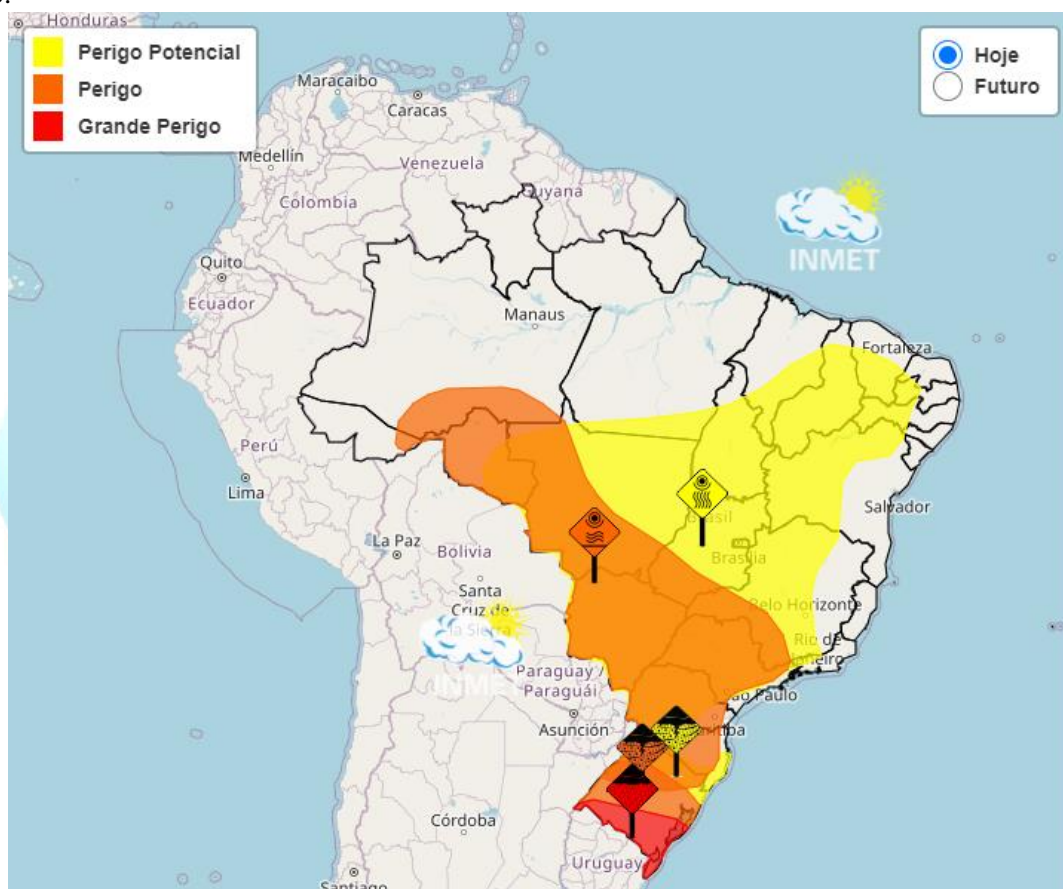 Honduras
Perigo Potencial
Perigo
Grande Perigo
Hoje
Futuro
Maracaibo
Caracas
Medellín
Venezuela
Guyana
Colombia
INMET
Quito
Ecuador
Manaus
Fortaleza
Perú
Lima
Salvador
Brasil
La Paz
Bolivia
Brasília
Santa
Cruz de
la Sierra
Belo Horizonte
Rio de
Janeiro
INMET
Paraguay /
Paraguái
São Paulo
Asunción
Córdoba
Uruguay
Santiago